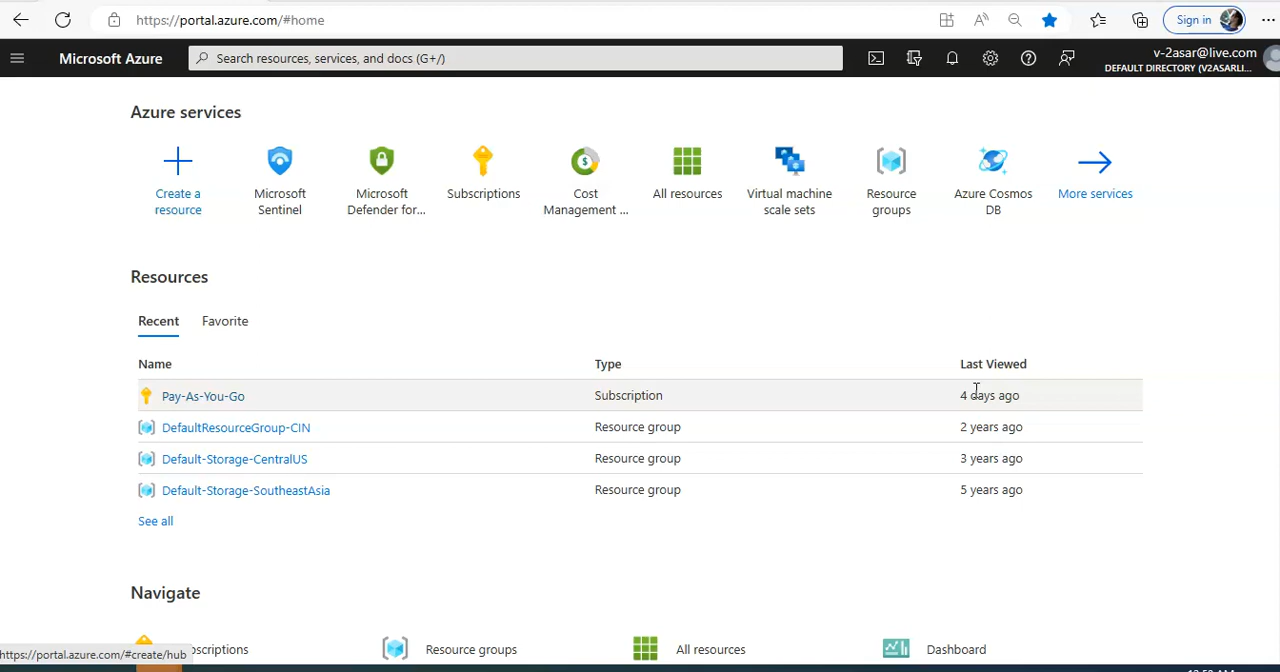 https://portal.azure.com/#home
Sign in
Microsoft Azure
Search resources, services, and docs (G+/)
v-2asar@live.com
DEFAULT DIRECTORY (V2ASARLI...
Azure services
Create a resource
Microsoft Sentinel
Microsoft Defender for...
Subscriptions
Cost Management ...
All resources
Virtual machine scale sets
Resource groups
Azure Cosmos DB
More services
Resources
Recent Favorite
Name Type Last Viewed
Pay-As-You-Go Subscription 4 days ago
DefaultResourceGroup-CIN Resource group 2 years ago
Default-Storage-CentralUS Resource group 3 years ago
Default-Storage-SoutheastAsia Resource group 5 years ago
See all
Navigate
Resource groups All resources Dashboard
https://portal.azure.com/#create/hub